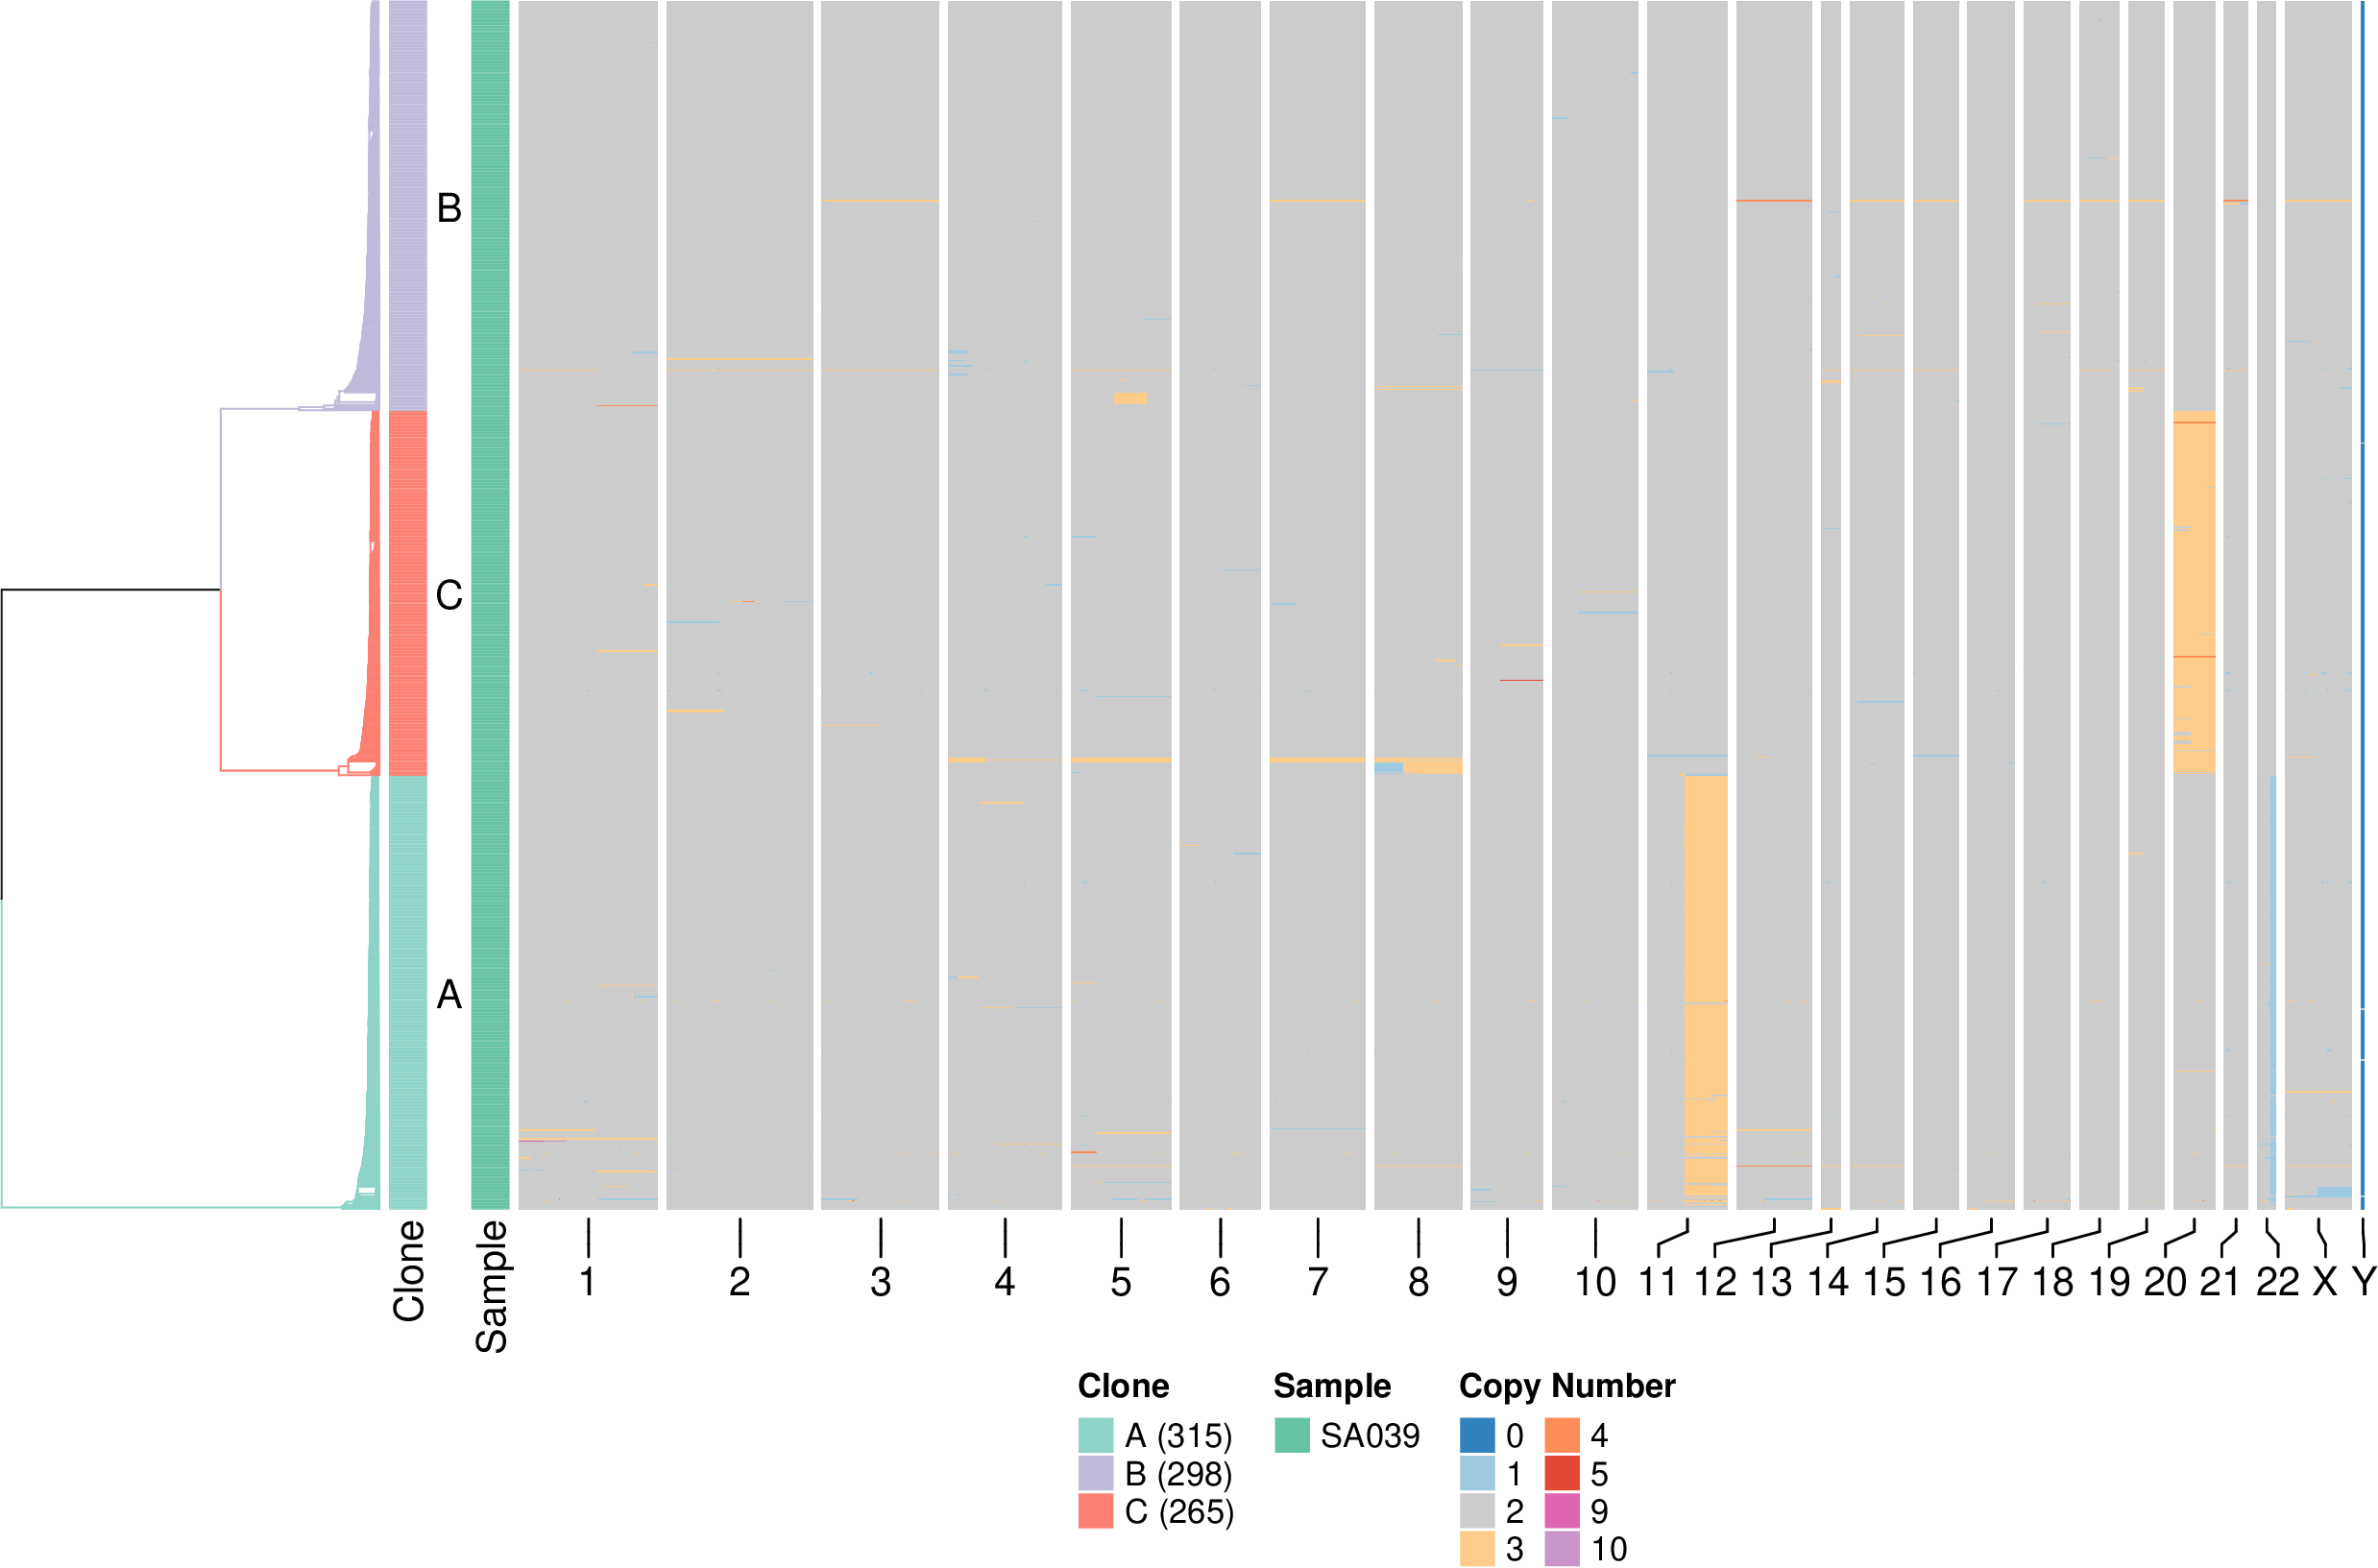 B
C
A
Clone
Sample
1 2 3 4 5 6 7 8 9 10 11 12 13 14 15 16 17 18 19 20 21 22 X Y
Clone Sample Copy Number
A (315) SA039 0 4
B (298) 1 5
C (265) 2 9
3 10